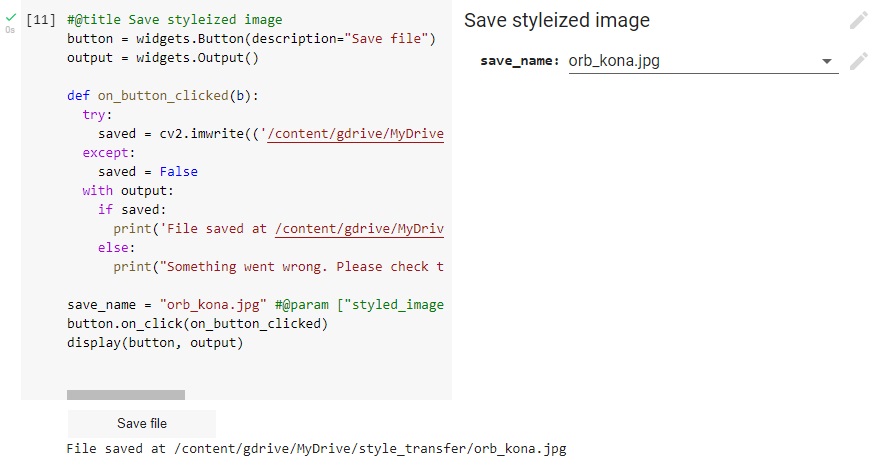 [11] #@title Save styleized image
0s
button = widgets.Button(description="Save file")
output = widgets.Output()
def on_button_clicked(b):
try:
saved = cv2.imwrite(('/content/gdrive/MyDrive
except:
saved = False
with output:
if saved:
print('File saved at /content/gdrive/MyDriv
else:
print("Something went wrong. Please check t
save_name = "orb_kona.jpg" #@param ["styled_image
button.on_click(on_button_clicked)
display(button, output)
Save styleized image
save_name: orb_kona.jpg
Save file
File saved at /content/gdrive/MyDrive/style_transfer/orb_kona.jpg